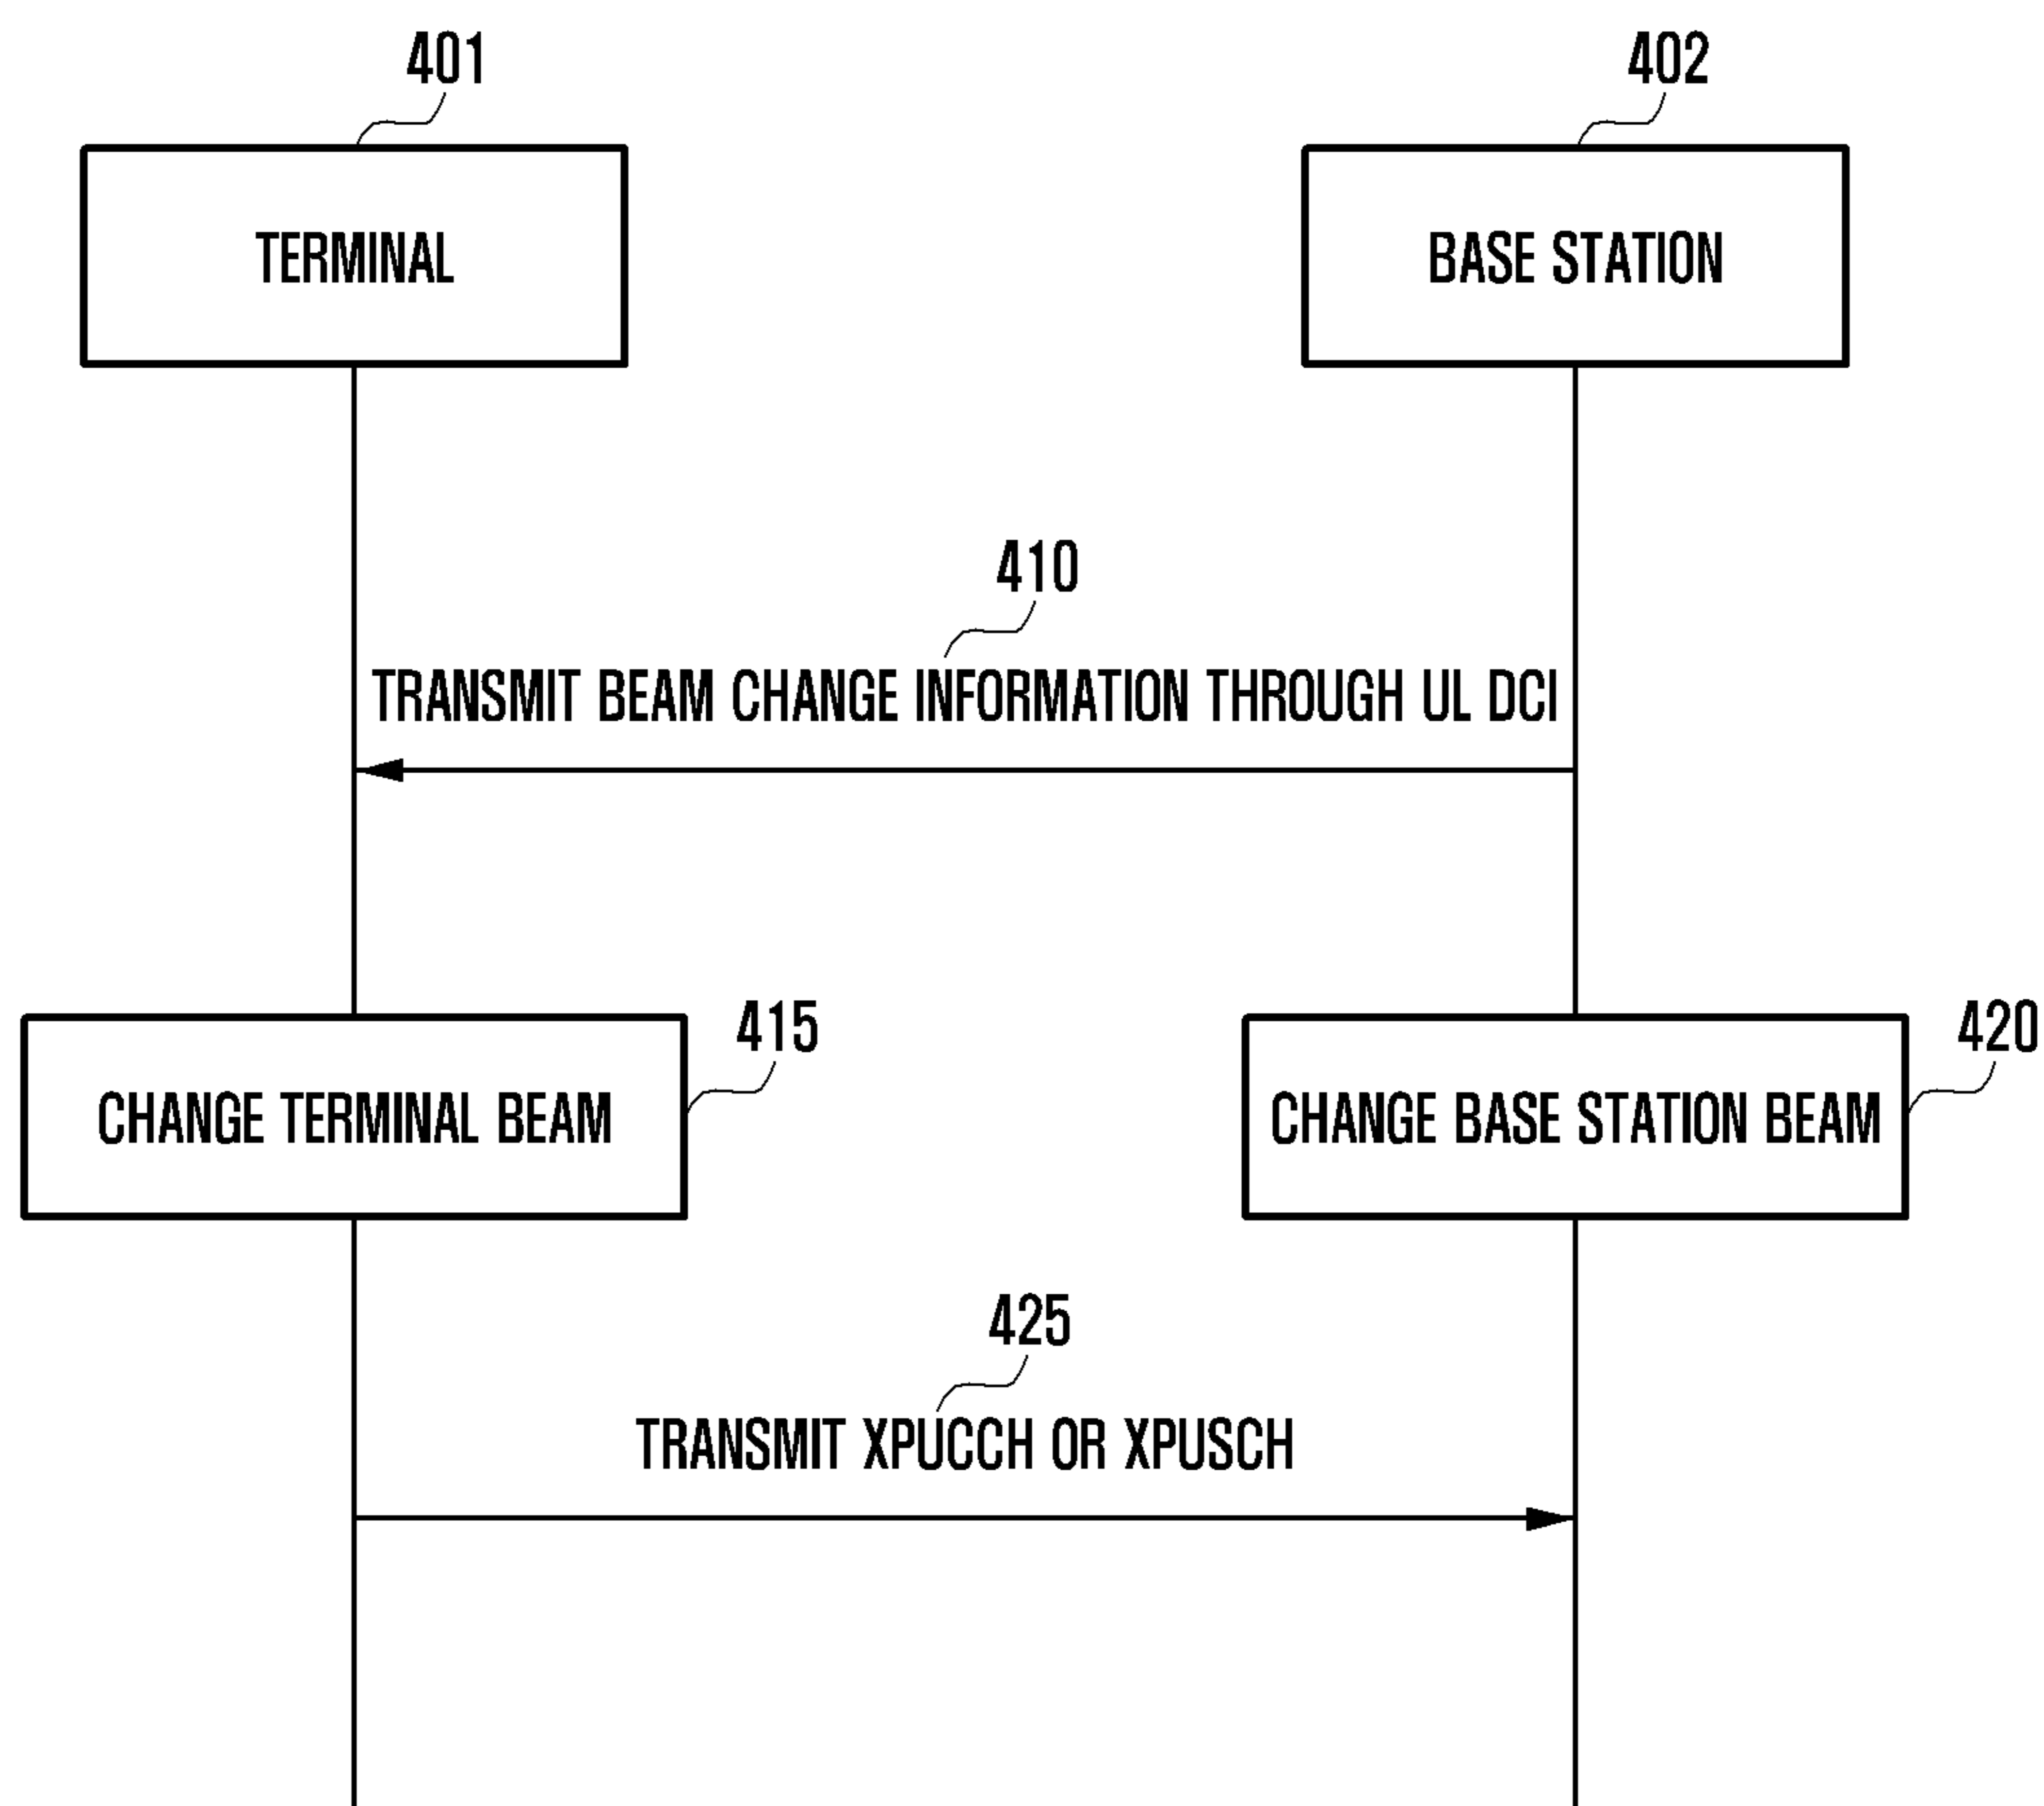 401
402
TERMINAL
BASE STATION
410
TRANSMIT BEAM CHANGE INFORMATION THROUGH UL DCI
415
420
CHANGE TERMINAL BEAM
CHANGE BASE STATION BEAM
425
TRANSMIT XPUCCH OR XPUSCH